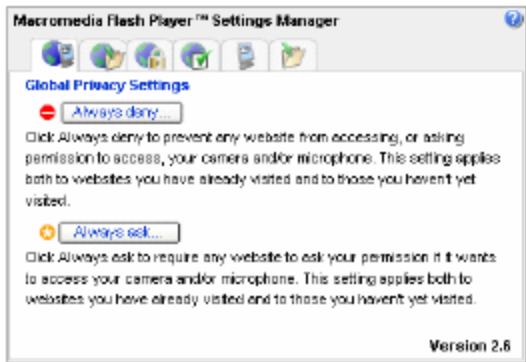 Macromedia Flash Player™ Settings Manager
?
Global Privacy Settings
Always deny...
Click Always deny to prevent any website from accessing, or asking
permission to access, your camera and/or microphone. This setting applies
both to websites you have already visited and to those you haven't yet
visited.
Always ask...
Click Always ask to require any website to ask your permission if it wants
to access your camera and/or microphone. This setting applies both to
websites you have already visited and to those you haven't yet visited.
Version 2.6